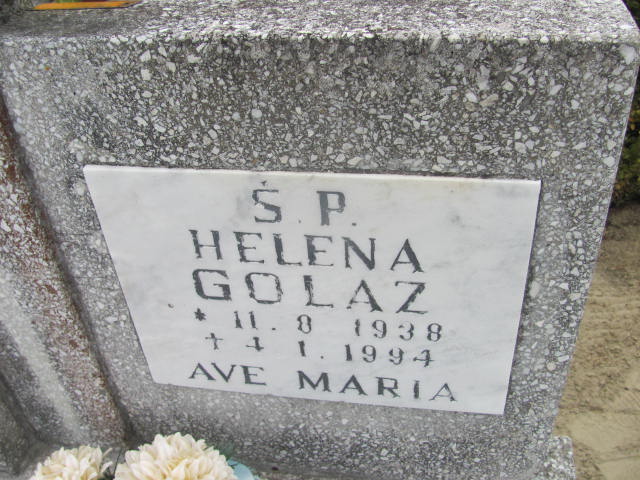 Ś.P.
HELENA
GOLAZ
* 11. 8 1938
+ 4. 1. 1994
AVE MARIA